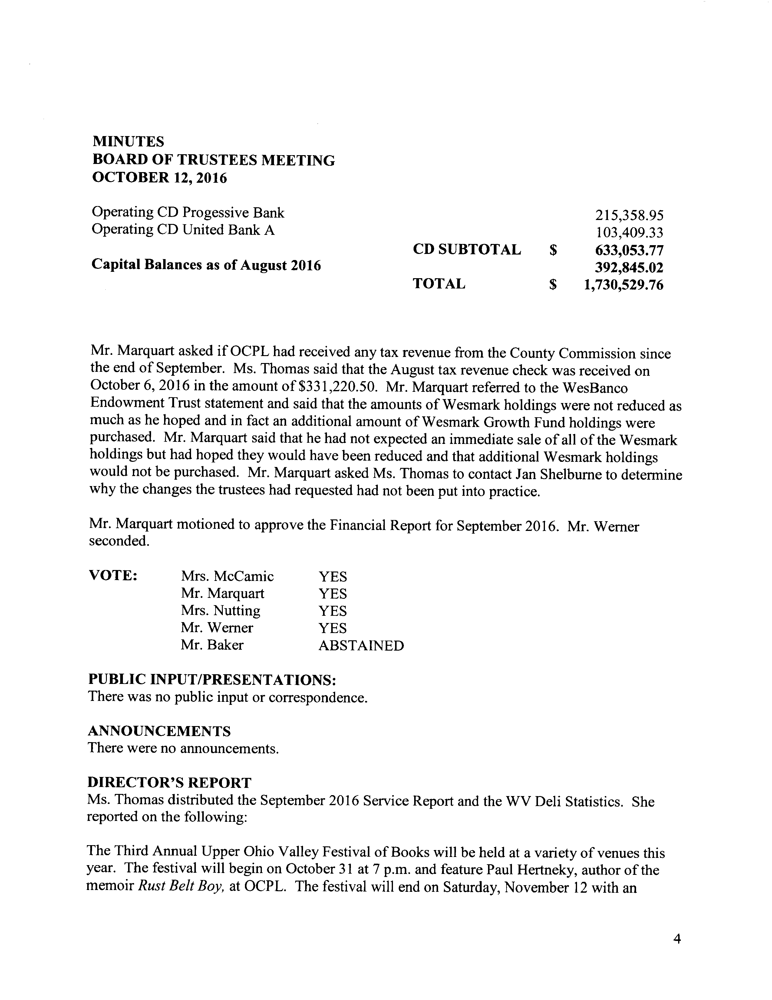 MINUTES
BOARD OF TRUSTEES MEETING
OCTOBER 12, 2016
Operating CD Progessive Bank 215,358.95
Operating CD United Bank A 103,409.33
CD SUBTOTAL $ 633,053.77
Capital Balances as of August 2016 392,845.02
TOTAL $ 1,730,529.76
Mr. Marquart asked if OCPL had received any tax revenue from the County Commission since
the end of September. Ms. Thomas said that the August tax revenue check was received on
October 6, 2016 in the amount of $331,220.50. Mr. Marquart referred to the WesBanco
Endowment Trust statement and said that the amounts of Wesmark holdings were not reduced as
much as he hoped and in fact an additional amount of Wesmark Growth Fund holdings were
purchased. Mr. Marquart said that he had not expected an immediate sale of all of the Wesmark
holdings but had hoped they would have been reduced and that additional Wesmark holdings
would not be purchased. Mr. Marquart asked Ms. Thomas to contact Jan Shelburne to determine
why the changes the trustees had requested had not been put into practice.
Mr. Marquart motioned to approve the Financial Report for September 2016. Mr. Werner
seconded.
VOTE: Mrs. McCamic YES
Mr. Marquart YES
Mrs. Nutting YES
Mr. Werner YES
Mr. Baker ABSTAINED
PUBLIC INPUT/PRESENTATIONS:
There was no public input or correspondence.
ANNOUNCEMENTS
There were no announcements.
DIRECTOR'S REPORT
Ms. Thomas distributed the September 2016 Service Report and the WV Deli Statistics. She
reported on the following:
The Third Annual Upper Ohio Valley Festival of Books will be held at a variety of venues this
year. The festival will begin on October 31 at 7 p.m. and feature Paul Hertneky, author of the
memoir Rust Belt Boy, at OCPL. The festival will end on Saturday, November 12 with an
4